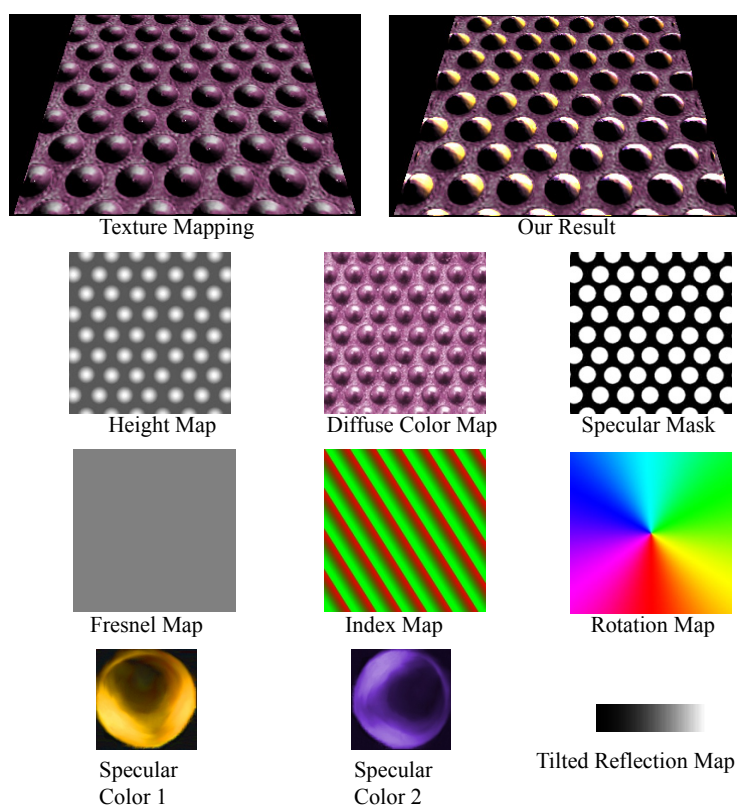 Texture Mapping
Our Result
Height Map
Diffuse Color Map
Specular Mask
Fresnel Map
Index Map
Rotation Map
Specular
Color 1
Specular
Color 2
Tilted Reflection Map